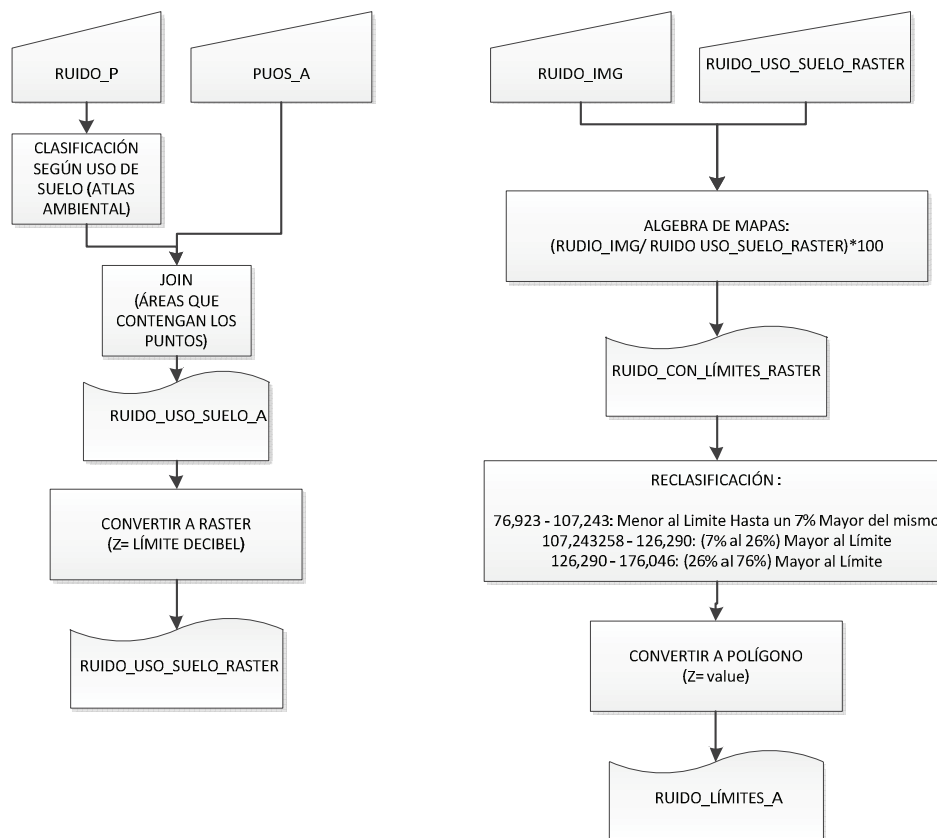 RUIDO_P
PUOS_A
CLASIFICACIÓN
SEGÚN USO DE
SUELO (ATLAS
AMBIENTAL)
JOIN
(ÁREAS QUE
CONTENGAN LOS
PUNTOS)
RUIDO_USO_SUELO_A
CONVERTIR A RASTER
(Z= LÍMITE DECIBEL)
RUIDO_USO_SUELO_RASTER
RUIDO_IMG
RUIDO_USO_SUELO_RASTER
ALGEBRA DE MAPAS:
(RUDIO_IMG/ RUIDO USO_SUELO_RASTER)*100
RUIDO_CON_LÍMITES_RASTER
RECLASIFICACIÓN :
76,923 - 107,243: Menor al Limite Hasta un 7% Mayor del mismo
107,243258 - 126,290: (7% al 26%) Mayor al Límite
126,290 - 176,046: (26% al 76%) Mayor al Límite
CONVERTIR A POLÍGONO
(Z= value)
RUIDO_LÍMITES_A